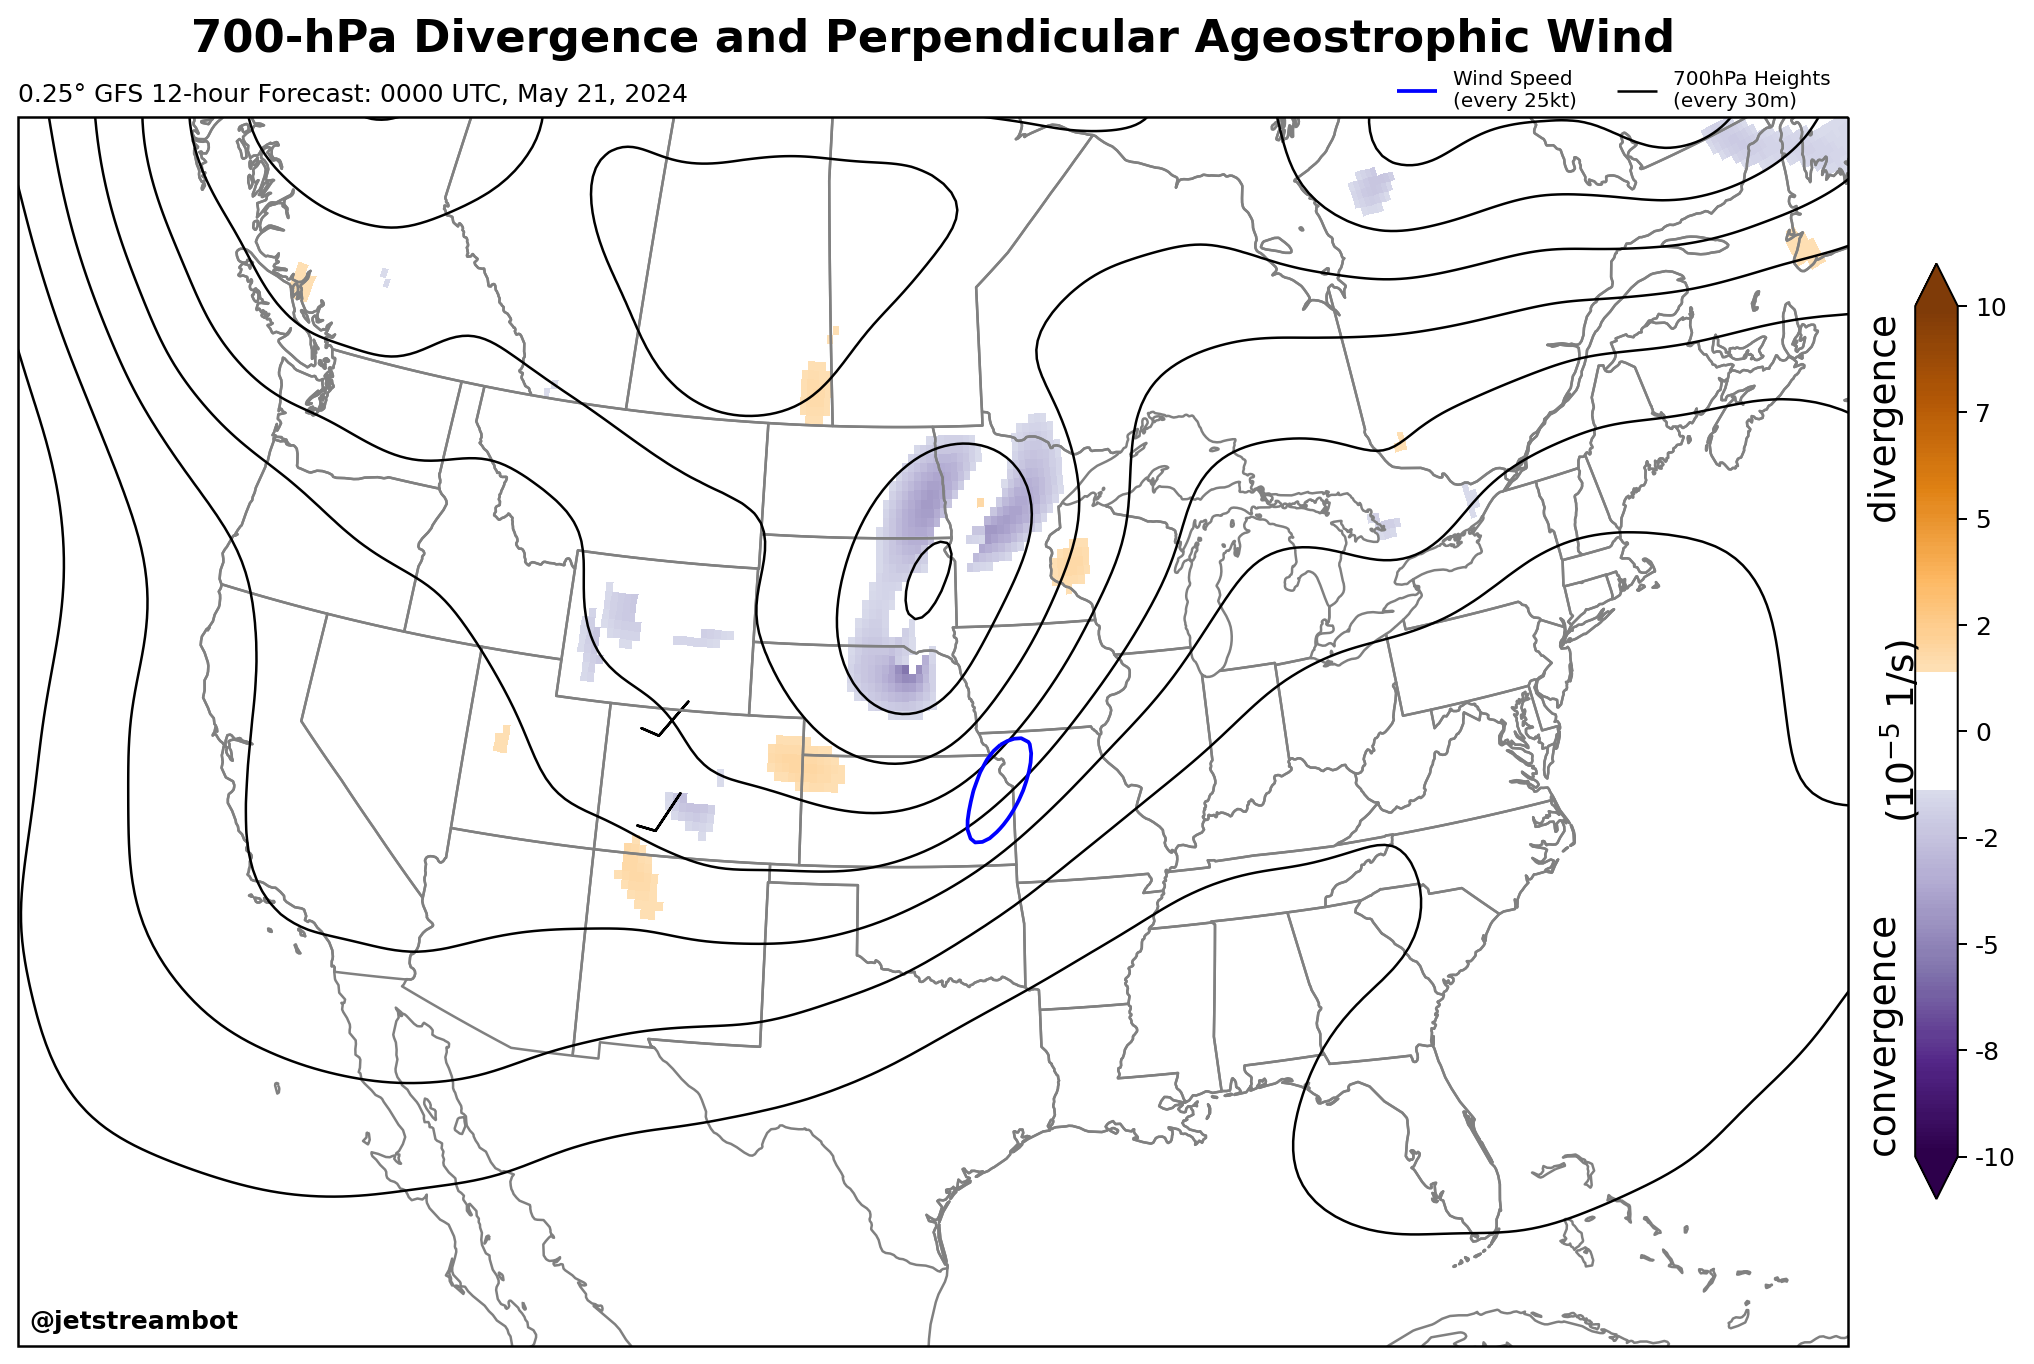 700-hPa Divergence and Perpendicular Ageostrophic Wind
0.25° GFS 12-hour Forecast: 0000 UTC, May 21, 2024
Wind Speed
(every 25kt)
700hPa Heights
(every 30m)
divergence
(10⁻⁵ 1/s)
convergence
10
7
5
2
0
-2
-5
-8
-10
@jetstreambot